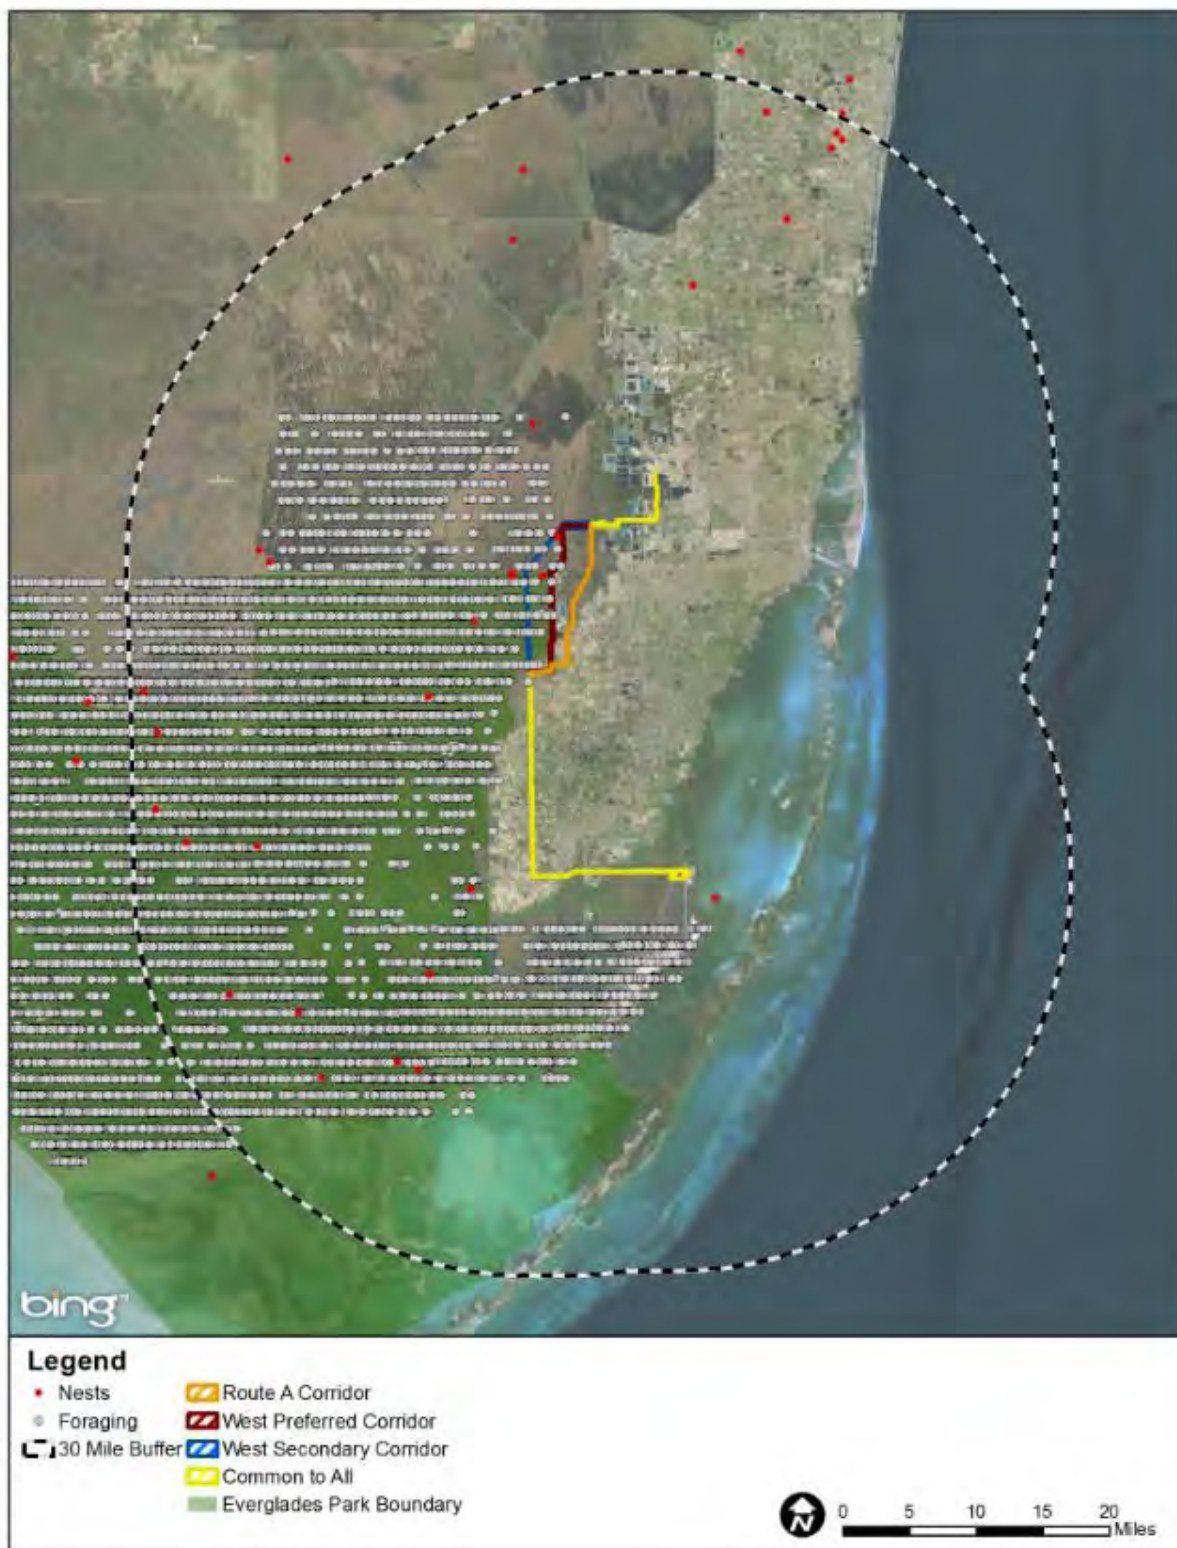 bing™
Legend
Nests
Foraging
30 Mile Buffer
Route A Corridor
West Preferred Corridor
West Secondary Corridor
Common to All
Everglades Park Boundary
N
0 5 10 15 20
Miles